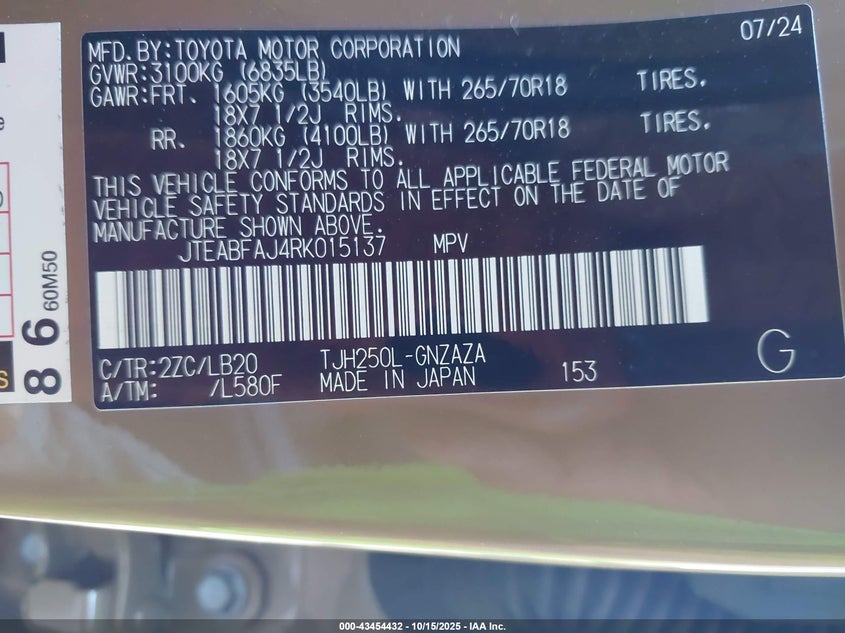 07/24
MFD.BY:TOYOTA MOTOR CORPORATION
GVWR:3100KG (6835LB)
GAWR:FRT. 1605KG (3540LB) WITH 265/70R18 TIRES.
18X7 1/2J RIMS.
RR. 1860KG (4100LB) WITH 265/70R18 TIRES.
18X7 1/2J RIMS.
THIS VEHICLE CONFORMS TO ALL APPLICABLE FEDERAL MOTOR
VEHICLE SAFETY STANDARDS IN EFFECT ON THE DATE OF
MANUFACTURE SHOWN ABOVE.
JTEABFAJ4RK015137 MPV
C/TR:2ZC/LB20 TJH250L-GNZAZA
A/TM: /L580F MADE IN JAPAN 153 G
86 60M50
000-43454432 - 10/15/2025 - IAA Inc.